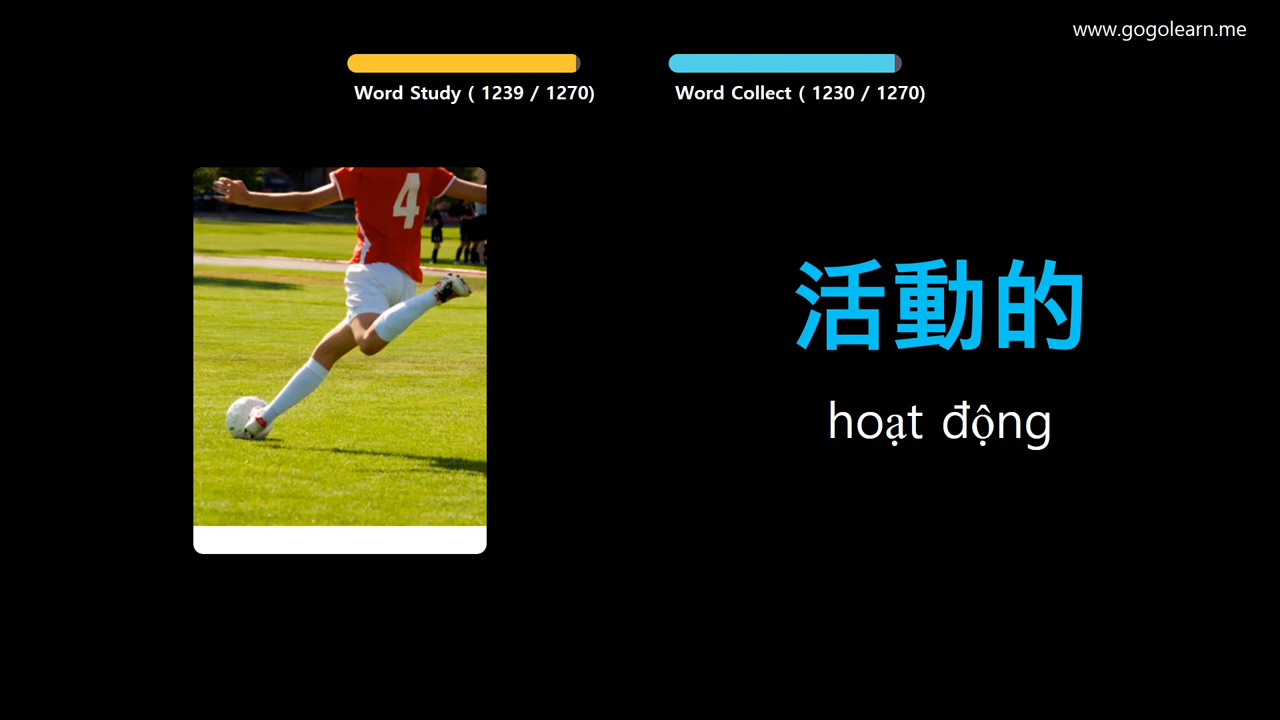 www.gogolearn.me
Word Study ( 1239 / 1270)
Word Collect ( 1230 / 1270)
4
活動的
hoạt động